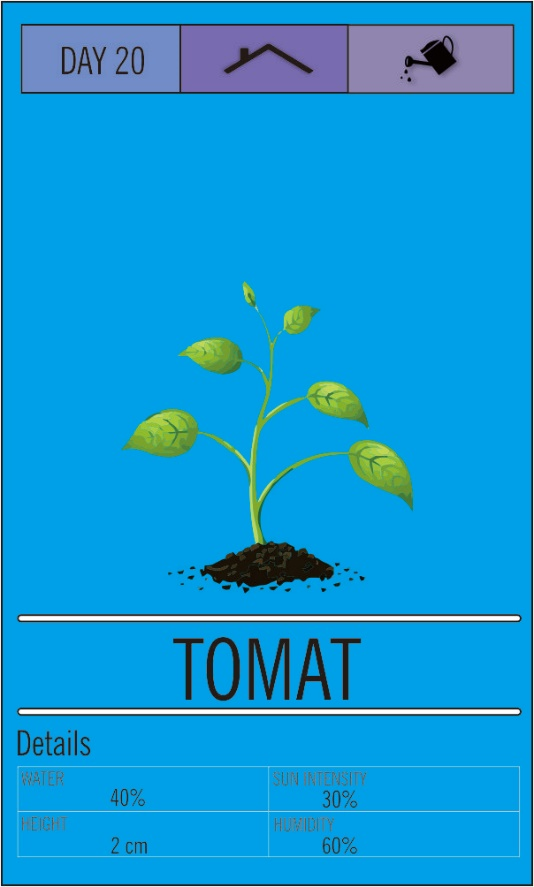 DAY 20
TOMAT
Details
WATER
40%
SUN INTENSITY
30%
HEIGHT
2 cm
HUMIDITY
60%